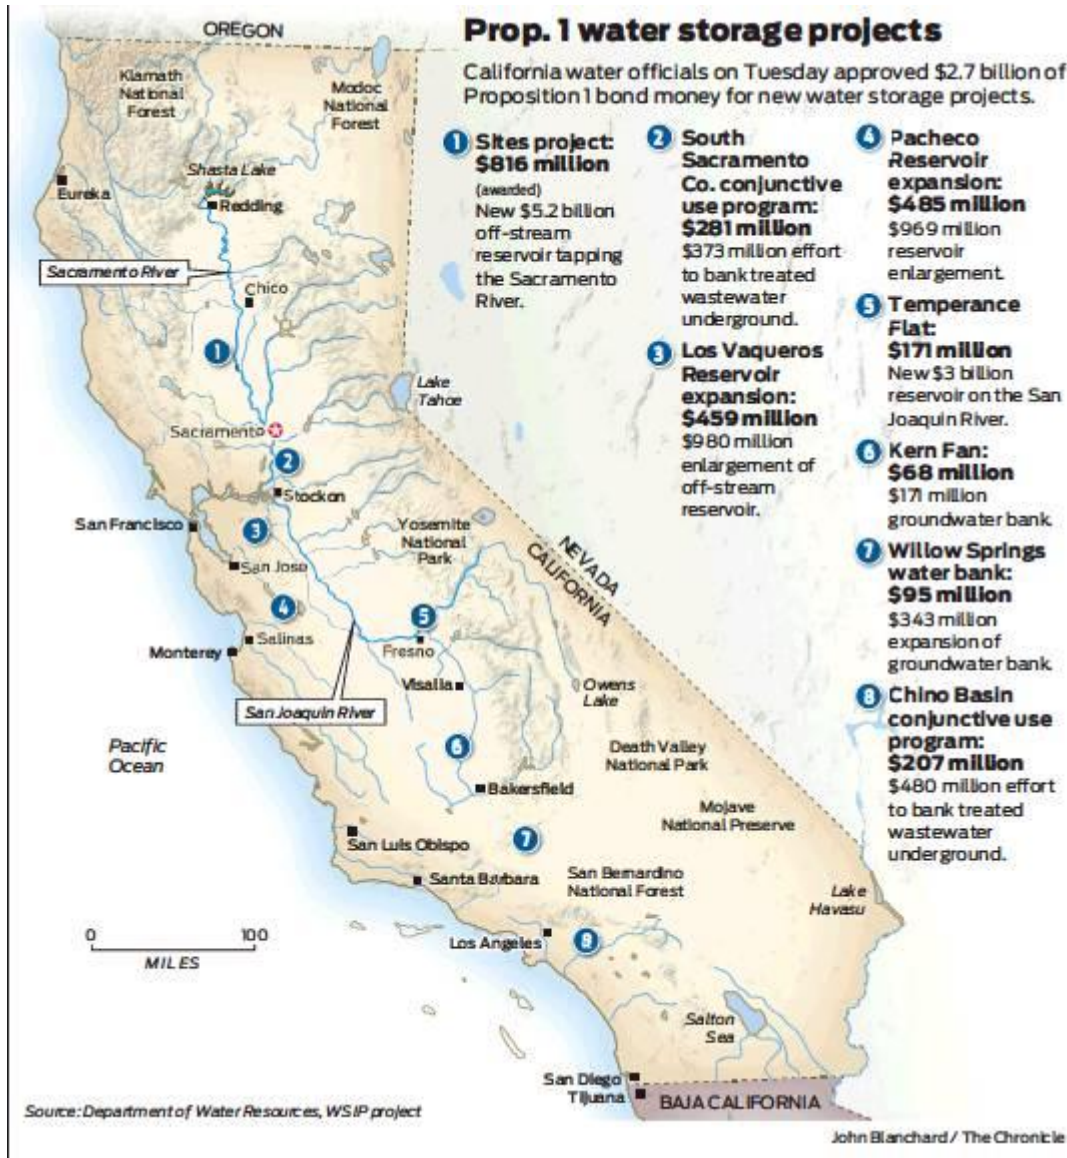 Prop. 1 water storage projects
California water officials on Tuesday approved $2.7 billion of
Proposition 1 bond money for new water storage projects.
1 Sites project:
$816 million
(awarded)
New $5.2 billion
off-stream
reservoir tapping
the Sacramento
River.
2 South
Sacramento
Co. conjunctive
use program:
$281 million
$373 million effort
to bank treated
wastewater
underground.
3 Los Vaqueros
Reservoir
expansion:
$459 million
$980 million
enlargement of
off-stream
reservoir.
4 Pacheco
Reservoir
expansion:
$485 million
$969 million
reservoir
enlargement.
5 Temperance
Flat:
$171 million
New $3 billion
reservoir on the San
Joaquin River.
6 Kern Fan:
$68 million
$171 million
groundwater bank.
7 Willow Springs
water bank:
$95 million
$343 million
expansion of
groundwater bank.
8 Chino Basin
conjunctive use
program:
$207 million
$480 million effort
to bank treated
wastewater
underground.
OREGON
Klamath
National
Forest
Modoc
National
Forest
Shasta Lake
Eureka
Redding
Sacramento River
Chico
1
Lake
Tahoe
Sacramento
2
Stockton
San Francisco
3
Yosemite
National
Park
NEVADA
CALIFORNIA
San Jose
4
5
Salinas
Monterey
Fresno
Visalia
Owens
Lake
San Joaquin River
Pacific
Ocean
6
Death Valley
National Park
Bakersfield
Mojave
National Preserve
San Luis Obispo
7
Santa Barbara
San Bernardino
National Forest
Lake
Havasu
0 100
MILES
Los Angeles
8
Salton
Sea
San Diego
Tijuana
BAJA CALIFORNIA
Source: Department of Water Resources, WSIP project
John Blanchard / The Chronicle